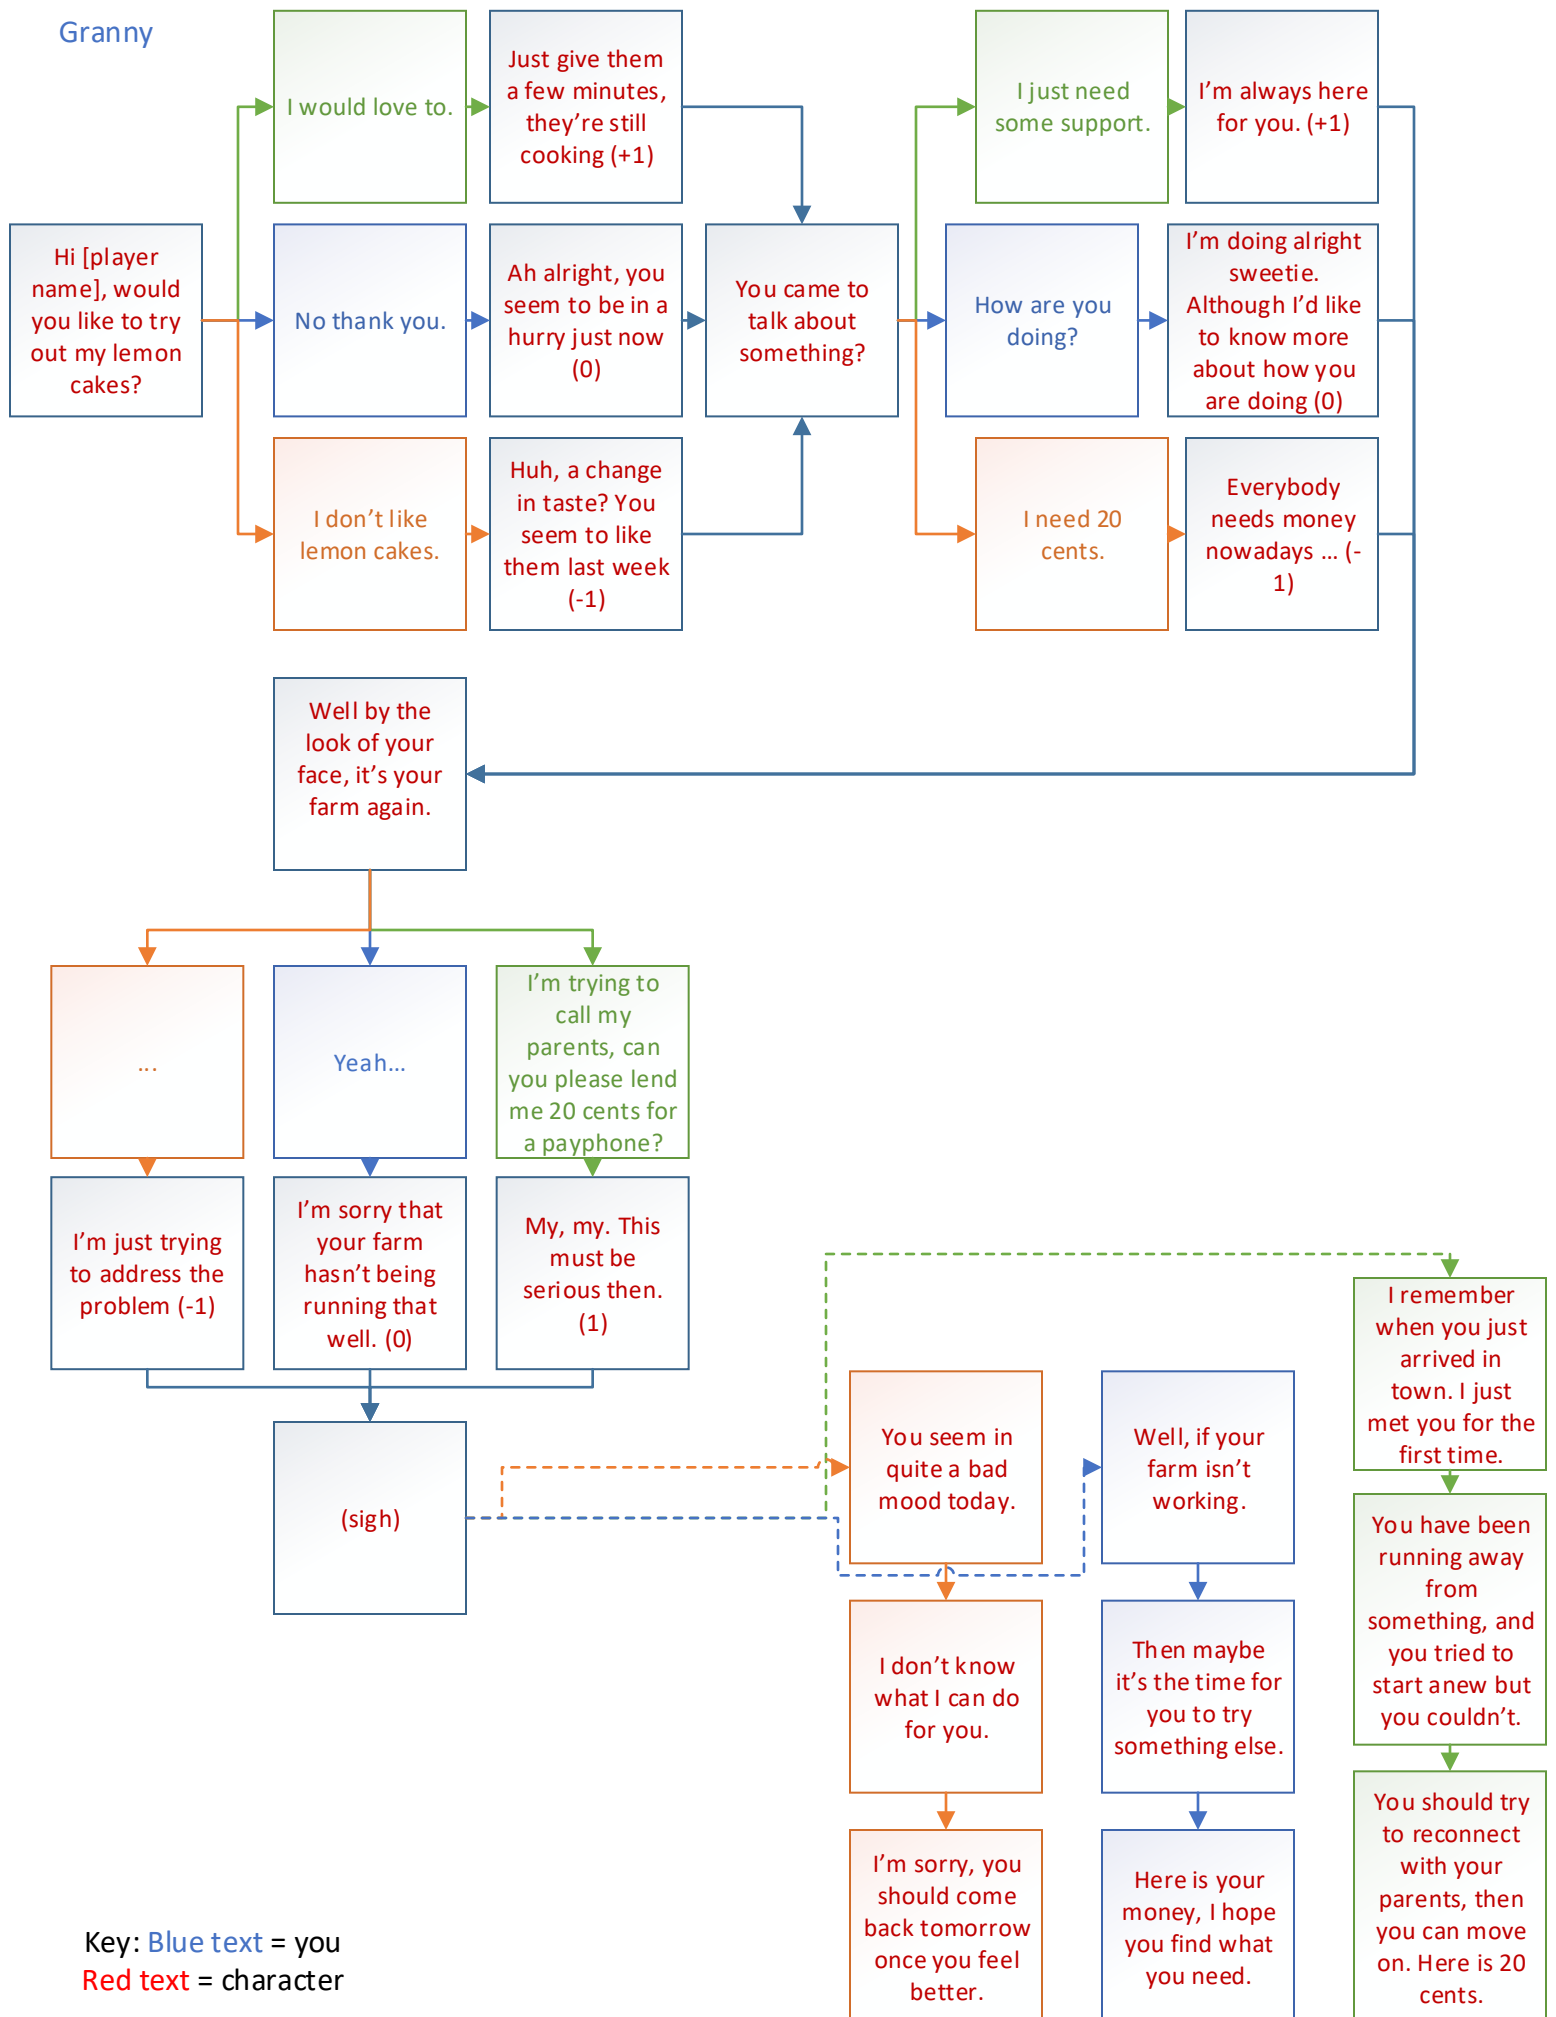 Granny
I would love to.
Just give them
a few minutes,
they're still
cooking (+1)
I just need
some support.
I'm always here
for you. (+1)
Hi [player
name], would
you like to try
out my lemon
cakes?
No thank you.
Ah alright, you
seem to be in a
hurry just now
(0)
You came to
talk about
something?
How are you
doing?
I'm doing alright
sweetie.
Although I'd like
to know more
about how you
are doing (0)
I don't like
lemon cakes.
Huh, a change
in taste? You
seem to like
them last week
(-1)
I need 20
cents.
Everybody
needs money
nowadays … (-
1)
Well by the
look of your
face, it's your
farm again.
...
Yeah...
I'm trying to
call my
parents, can
you please lend
me 20 cents for
a payphone?
I'm just trying
to address the
problem (-1)
I'm sorry that
your farm
hasn't being
running that
well. (0)
My, my. This
must be
serious then.
(1)
(sigh)
You seem in
quite a bad
mood today.
Well, if your
farm isn't
working.
I remember
when you just
arrived in
town. I just
met you for the
first time.
I don't know
what I can do
for you.
Then maybe
it's the time for
you to try
something else.
You have been
running away
from
something, and
you tried to
start anew but
you couldn't.
I'm sorry, you
should come
back tomorrow
once you feel
better.
Here is your
money, I hope
you find what
you need.
You should try
to reconnect
with your
parents, then
you can move
on. Here is 20
cents.
Key: Blue text = you
Red text = character